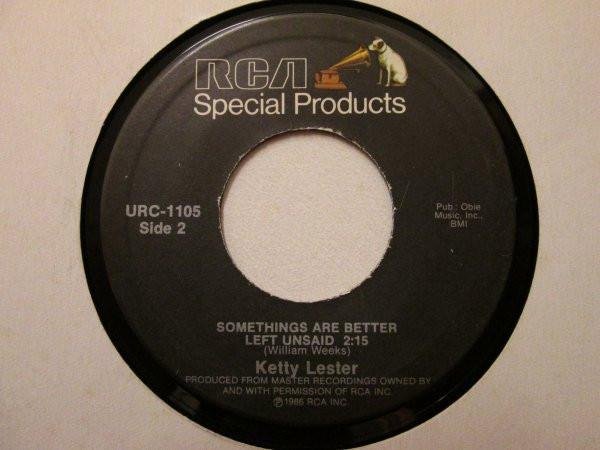 RCA
Special Products
URC-1105
Side 2
Pub.: Obie
Music, Inc.,
BMI
SOMETHINGS ARE BETTER
LEFT UNSAID 2:15
(William Weeks)
Ketty Lester
PRODUCED FROM MASTER RECORDINGS OWNED BY
AND WITH PERMISSION OF RCA INC.
Ⓟ1986 RCA INC.